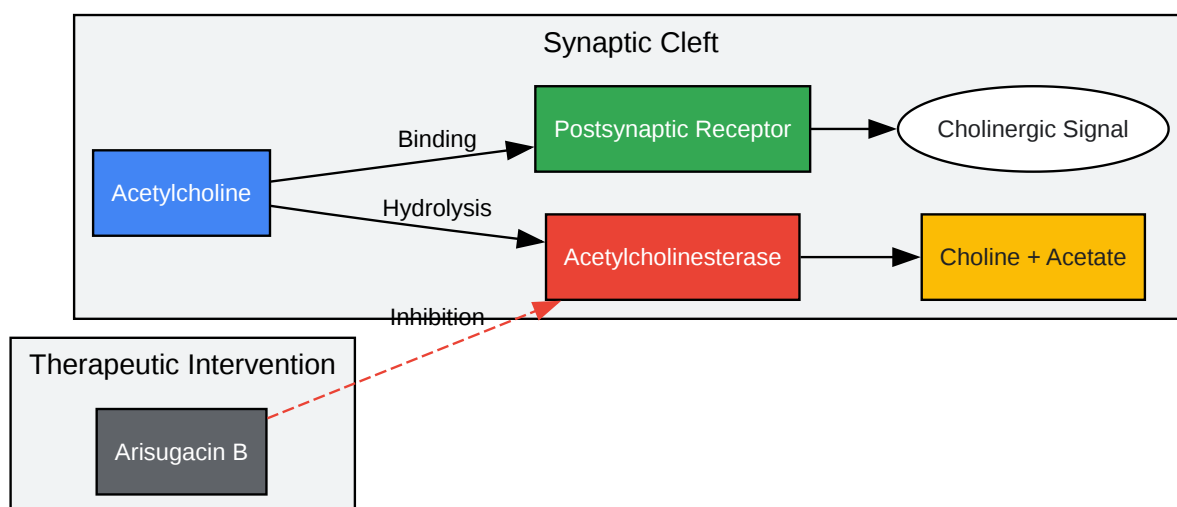 Synaptic Cleft
Binding
Postsynaptic Receptor
Cholinergic Signal
Acetylcholine
Hydrolysis
Acetylcholinesterase
Choline + Acetate
Inhibition
Therapeutic Intervention
Arisugacin B